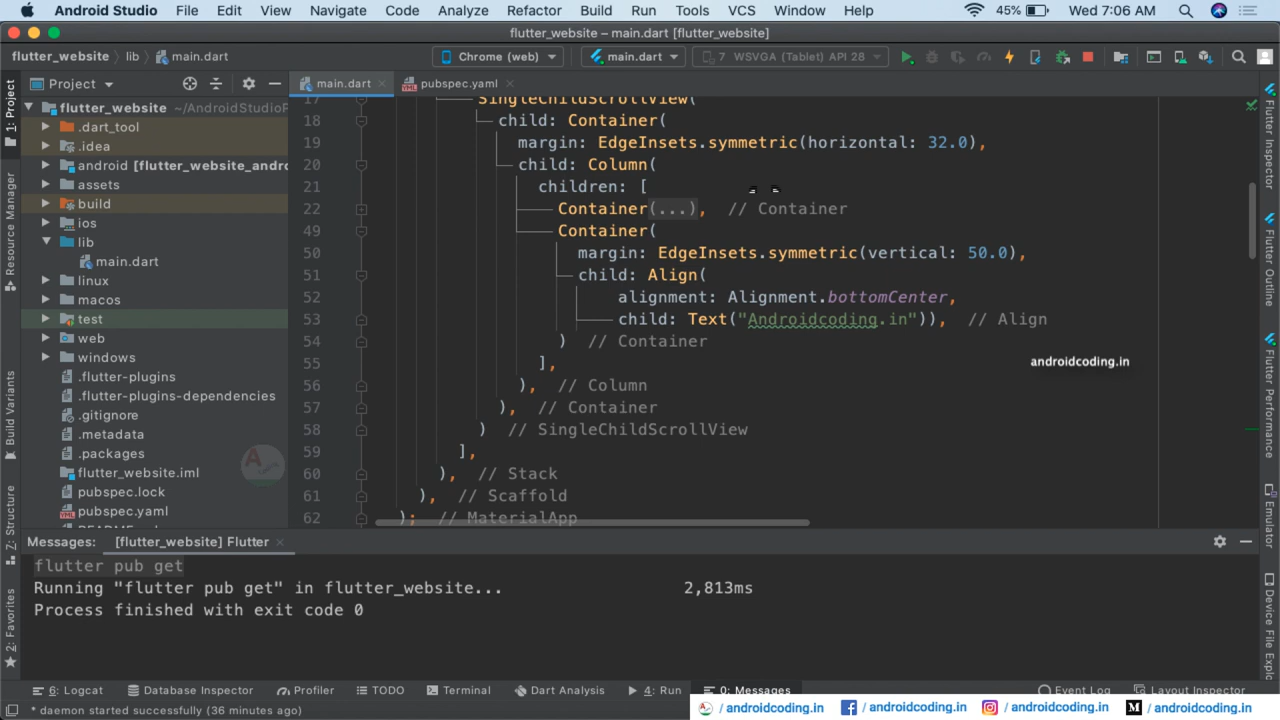 Android Studio File Edit View Navigate Code Analyze Refactor Build Run Tools VCS Window Help 45% Wed 7:06 AM
flutter_website – main.dart [flutter_website]
flutter_website lib main.dart Chrome (web) main.dart 7 WSVGA (Tablet) API 28
Project main.dart pubspec.yaml
1: Project
Resource Manager
Build Variants
Z: Structure
2: Favorites
flutter_website ~/AndroidStudioP
.dart_tool
.idea
android [flutter_website_andro
assets
build
ios
lib
main.dart
linux
macos
test
web
windows
.flutter-plugins
.flutter-plugins-dependencies
.gitignore
.metadata
.packages
flutter_website.iml
pubspec.lock
pubspec.yaml
17 SingleChildScrollView(
18 child: Container(
19 margin: EdgeInsets.symmetric(horizontal: 32.0),
20 child: Column(
21 children: [
22 Container(...), // Container
49 Container(
50 margin: EdgeInsets.symmetric(vertical: 50.0),
51 child: Align(
52 alignment: Alignment.bottomCenter,
53 child: Text("Androidcoding.in")), // Align
54 ) // Container
55 ],
56 ), // Column
57 ), // Container
58 ) // SingleChildScrollView
59 ],
60 ), // Stack
61 ), // Scaffold
62 ); // MaterialApp
androidcoding.in
Flutter Inspector
Flutter Outline
Flutter Performance
Emulator
Device File Explo
Messages: [flutter_website] Flutter
flutter pub get
Running "flutter pub get" in flutter_website... 2,813ms
Process finished with exit code 0
6: Logcat Database Inspector Profiler TODO Terminal Dart Analysis 4: Run 0: Messages Event Log Layout Inspector
* daemon started successfully (36 minutes ago)
/ androidcoding.in / androidcoding.in / androidcoding.in / androidcoding.in